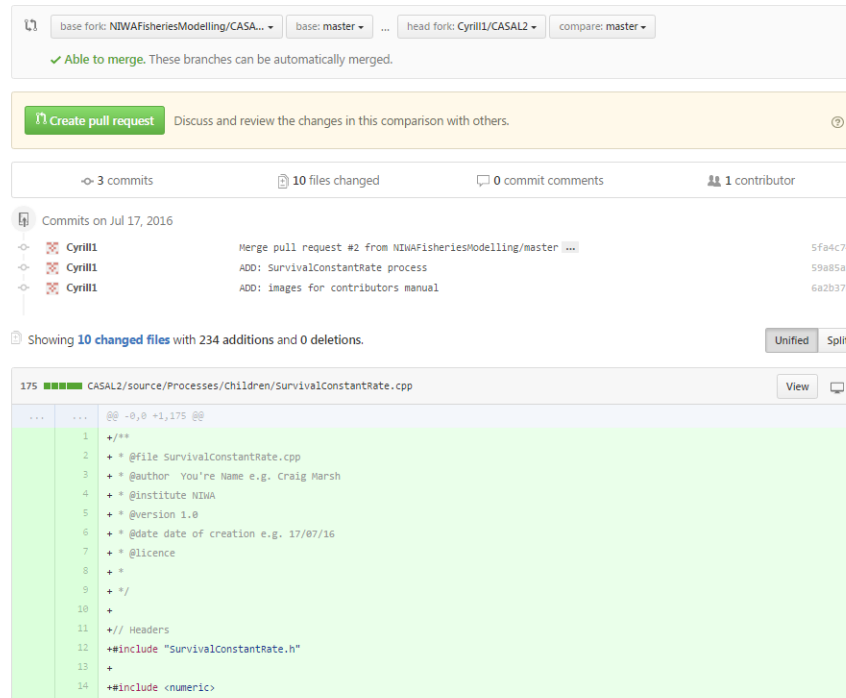 base fork: NIWAFisheriesModelling/CASA... base: master ... head fork: Cyrill1/CASAL2 compare: master
Able to merge. These branches can be automatically merged.
Create pull request Discuss and review the changes in this comparison with others.
3 commits 10 files changed 0 commit comments 1 contributor
Commits on Jul 17, 2016
Cyrill1 Merge pull request #2 from NIWAFisheriesModelling/master ... 5fa4c7
Cyrill1 ADD: SurvivalConstantRate process 59a85a
Cyrill1 ADD: images for contributors manual 6a2b37
Showing 10 changed files with 234 additions and 0 deletions. Unified Split
175 CASAL2/source/Processes/Children/SurvivalConstantRate.cpp View
... ... @@ -0,0 +1,175 @@
1 +/**
2 + * @file SurvivalConstantRate.cpp
3 + * @author You're Name e.g. Craig Marsh
4 + * @institute NIWA
5 + * @version 1.0
6 + * @date date of creation e.g. 17/07/16
7 + * @licence
8 + *
9 + */
10 +
11 +// Headers
12 +#include "SurvivalConstantRate.h"
13 +
14 +#include <numeric>